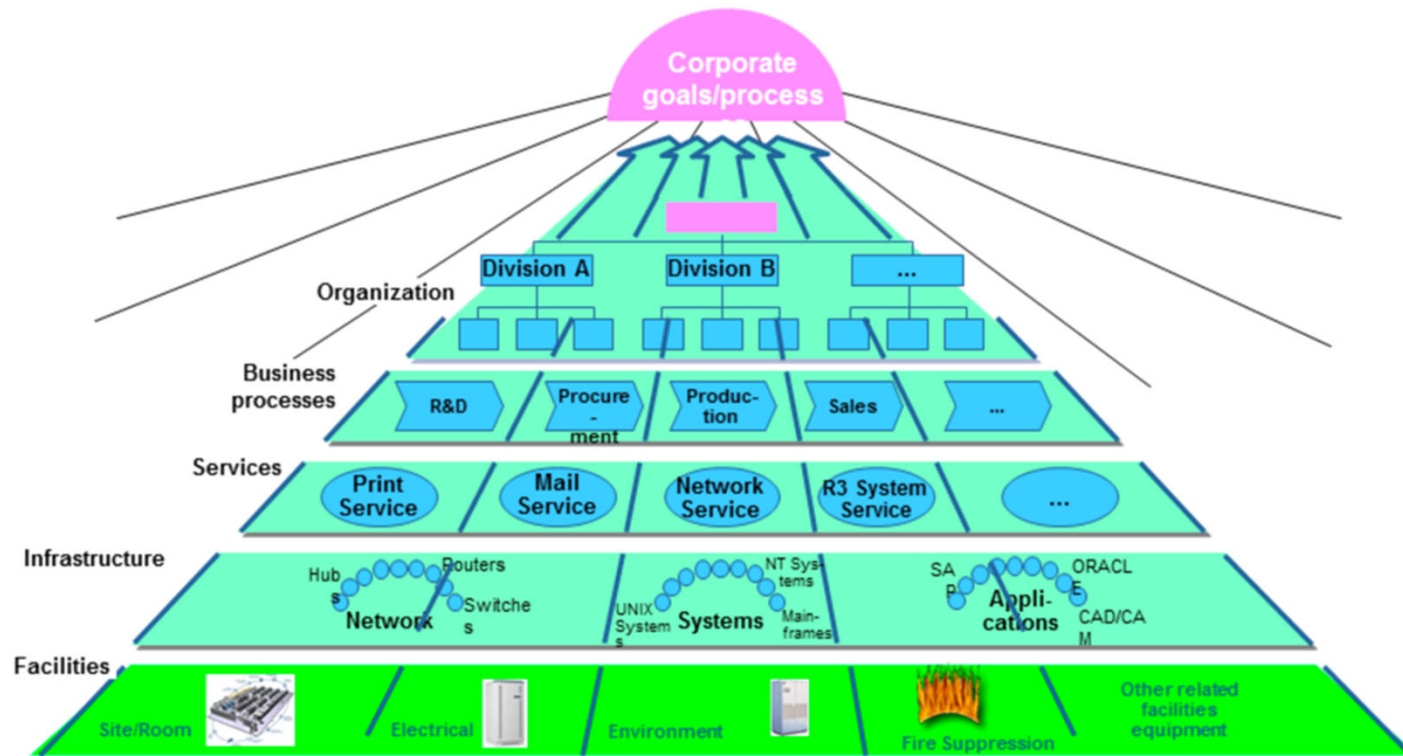 Corporate
goals/process
Organization
Division A
Division B
...
Business
processes
R&D
Procure
-
ment
Produc-
tion
Sales
...
Services
Print
Service
Mail
Service
Network
Service
R3 System
Service
...
Infrastructure
Hub
s
Routers
Switche
s
Network
UNIX
System
s
NT Sys-
tems
Main-
frames
Systems
SA
P
ORACL
E
CAD/CA
M
Appli-
cations
Facilities
Site/Room
Electrical
Environment
Fire Suppression
Other related
facilities
equipment